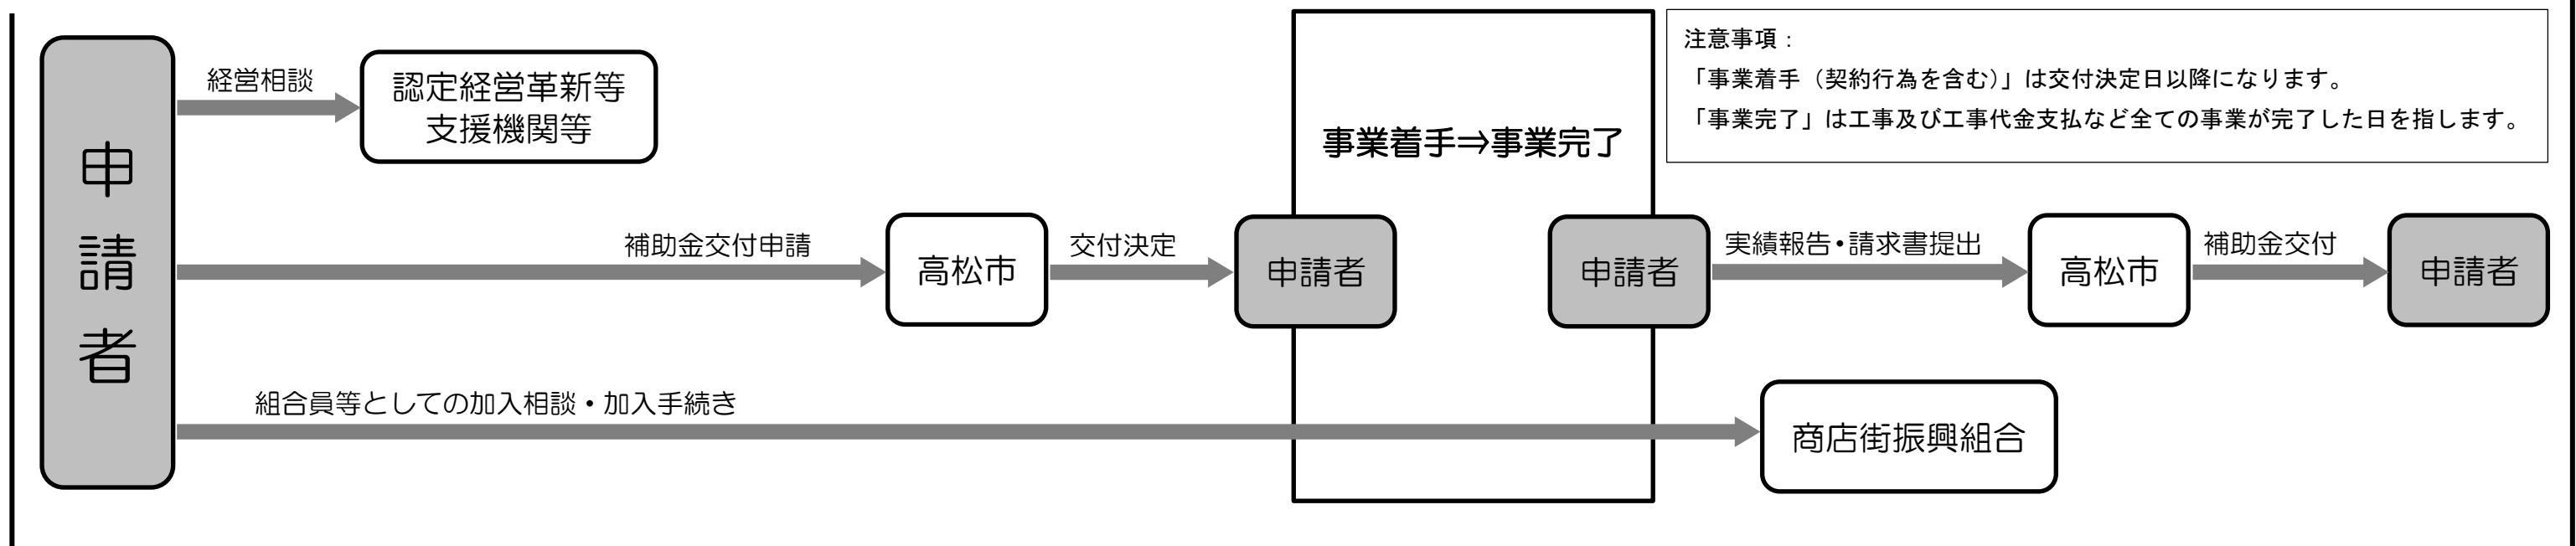 注意事項：
「事業着手（契約行為を含む）」は交付決定日以降になります。
「事業完了」は工事及び工事代金支払など全ての事業が完了した日を指します。
申請者
経営相談
認定経営革新等
支援機関等
事業着手⇒事業完了
補助金交付申請
高松市
交付決定
申請者
申請者
実績報告・請求書提出
高松市
補助金交付
申請者
組合員等としての加入相談・加入手続き
商店街振興組合